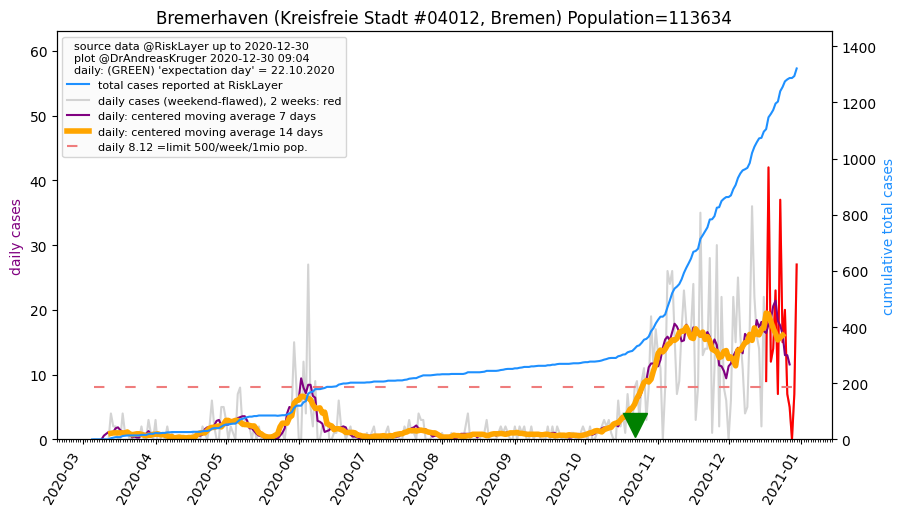 Bremerhaven (Kreisfreie Stadt #04012, Bremen) Population=113634
source data @RiskLayer up to 2020-12-30
plot @DrAndreasKruger 2020-12-30 09:04
daily: (GREEN) 'expectation day' = 22.10.2020
total cases reported at RiskLayer
daily cases (weekend-flawed), 2 weeks: red
daily: centered moving average 7 days
daily: centered moving average 14 days
daily 8.12 =limit 500/week/1mio pop.
daily cases
60
50
40
30
20
10
0
cumulative total cases
1400
1200
1000
800
600
400
200
0
2020-03
2020-04
2020-05
2020-06
2020-07
2020-08
2020-09
2020-10
2020-11
2020-12
2021-01